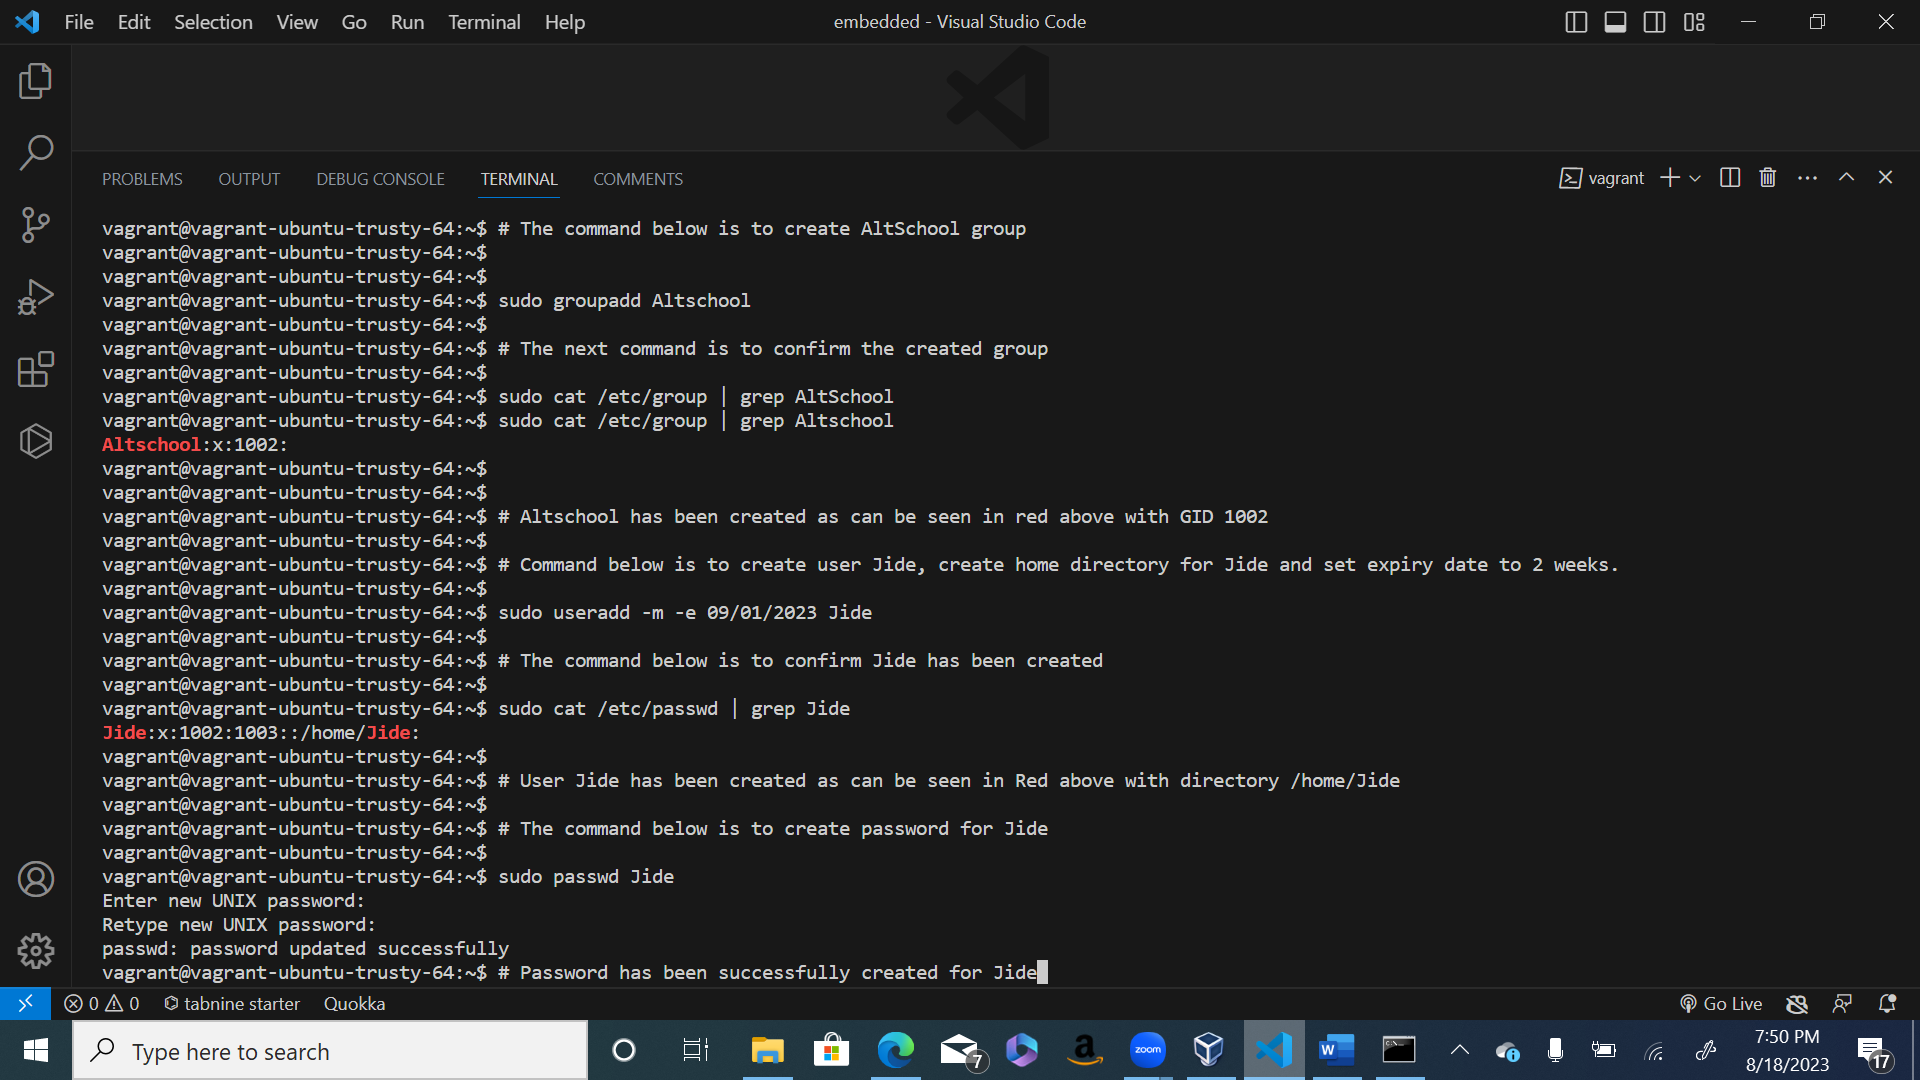 File Edit Selection View Go Run Terminal Help embedded - Visual Studio Code
PROBLEMS OUTPUT DEBUG CONSOLE TERMINAL COMMENTS vagrant
vagrant@vagrant-ubuntu-trusty-64:~$ # The command below is to create AltSchool group
vagrant@vagrant-ubuntu-trusty-64:~$
vagrant@vagrant-ubuntu-trusty-64:~$
vagrant@vagrant-ubuntu-trusty-64:~$ sudo groupadd Altschool
vagrant@vagrant-ubuntu-trusty-64:~$
vagrant@vagrant-ubuntu-trusty-64:~$ # The next command is to confirm the created group
vagrant@vagrant-ubuntu-trusty-64:~$
vagrant@vagrant-ubuntu-trusty-64:~$ sudo cat /etc/group | grep AltSchool
vagrant@vagrant-ubuntu-trusty-64:~$ sudo cat /etc/group | grep Altschool
Altschool:x:1002:
vagrant@vagrant-ubuntu-trusty-64:~$
vagrant@vagrant-ubuntu-trusty-64:~$
vagrant@vagrant-ubuntu-trusty-64:~$ # Altschool has been created as can be seen in red above with GID 1002
vagrant@vagrant-ubuntu-trusty-64:~$
vagrant@vagrant-ubuntu-trusty-64:~$ # Command below is to create user Jide, create home directory for Jide and set expiry date to 2 weeks.
vagrant@vagrant-ubuntu-trusty-64:~$
vagrant@vagrant-ubuntu-trusty-64:~$ sudo useradd -m -e 09/01/2023 Jide
vagrant@vagrant-ubuntu-trusty-64:~$
vagrant@vagrant-ubuntu-trusty-64:~$ # The command below is to confirm Jide has been created
vagrant@vagrant-ubuntu-trusty-64:~$
vagrant@vagrant-ubuntu-trusty-64:~$ sudo cat /etc/passwd | grep Jide
Jide:x:1002:1003::/home/Jide:
vagrant@vagrant-ubuntu-trusty-64:~$
vagrant@vagrant-ubuntu-trusty-64:~$ # User Jide has been created as can be seen in Red above with directory /home/Jide
vagrant@vagrant-ubuntu-trusty-64:~$
vagrant@vagrant-ubuntu-trusty-64:~$ # The command below is to create password for Jide
vagrant@vagrant-ubuntu-trusty-64:~$
vagrant@vagrant-ubuntu-trusty-64:~$ sudo passwd Jide
Enter new UNIX password:
Retype new UNIX password:
passwd: password updated successfully
vagrant@vagrant-ubuntu-trusty-64:~$ # Password has been successfully created for Jide
0 0 tabnine starter Quokka Go Live
Type here to search 7 a zoom W 7:50 PM
8/18/2023 17